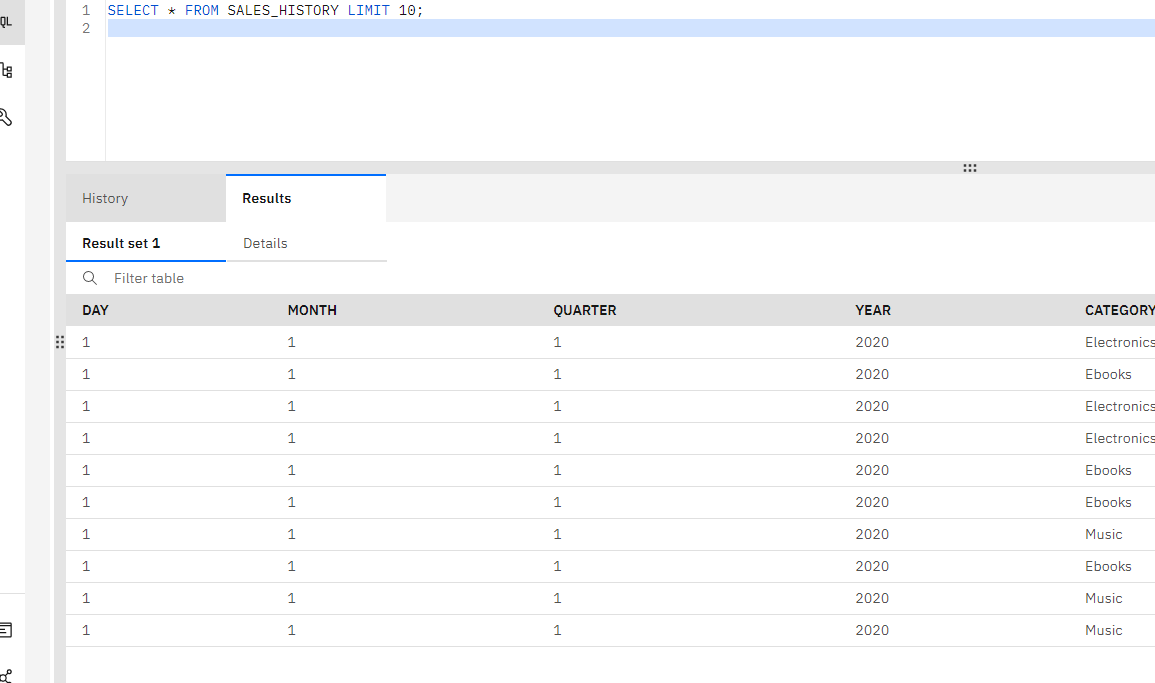 1 SELECT * FROM SALES_HISTORY LIMIT 10;
2
QL
History Results
Result set 1 Details
Filter table
DAY MONTH QUARTER YEAR CATEGORY
1 1 1 2020 Electronics
1 1 1 2020 Ebooks
1 1 1 2020 Electronics
1 1 1 2020 Electronics
1 1 1 2020 Ebooks
1 1 1 2020 Ebooks
1 1 1 2020 Music
1 1 1 2020 Ebooks
1 1 1 2020 Music
1 1 1 2020 Music